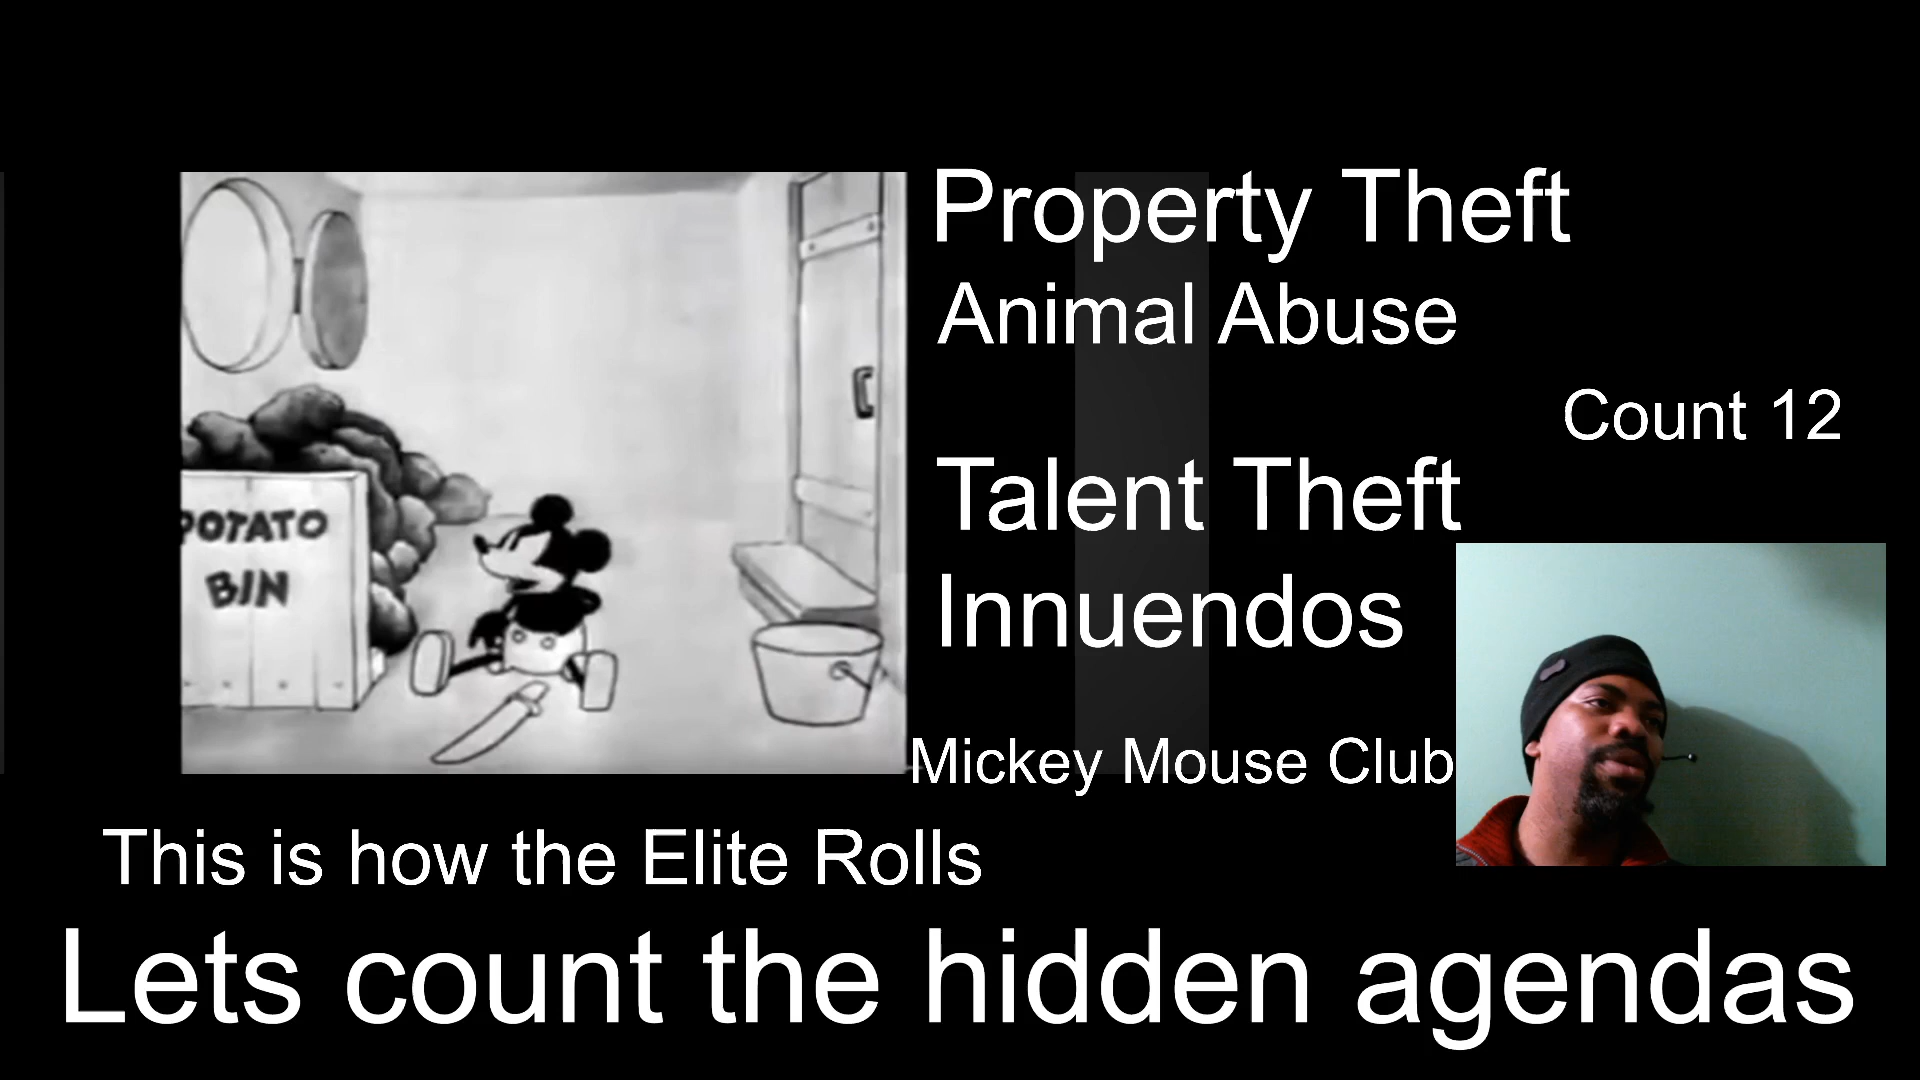 Property Theft
Animal Abuse
Count 12
Talent Theft
Innuendos
POTATO
BIN
Mickey Mouse Club
This is how the Elite Rolls
Lets count the hidden agendas